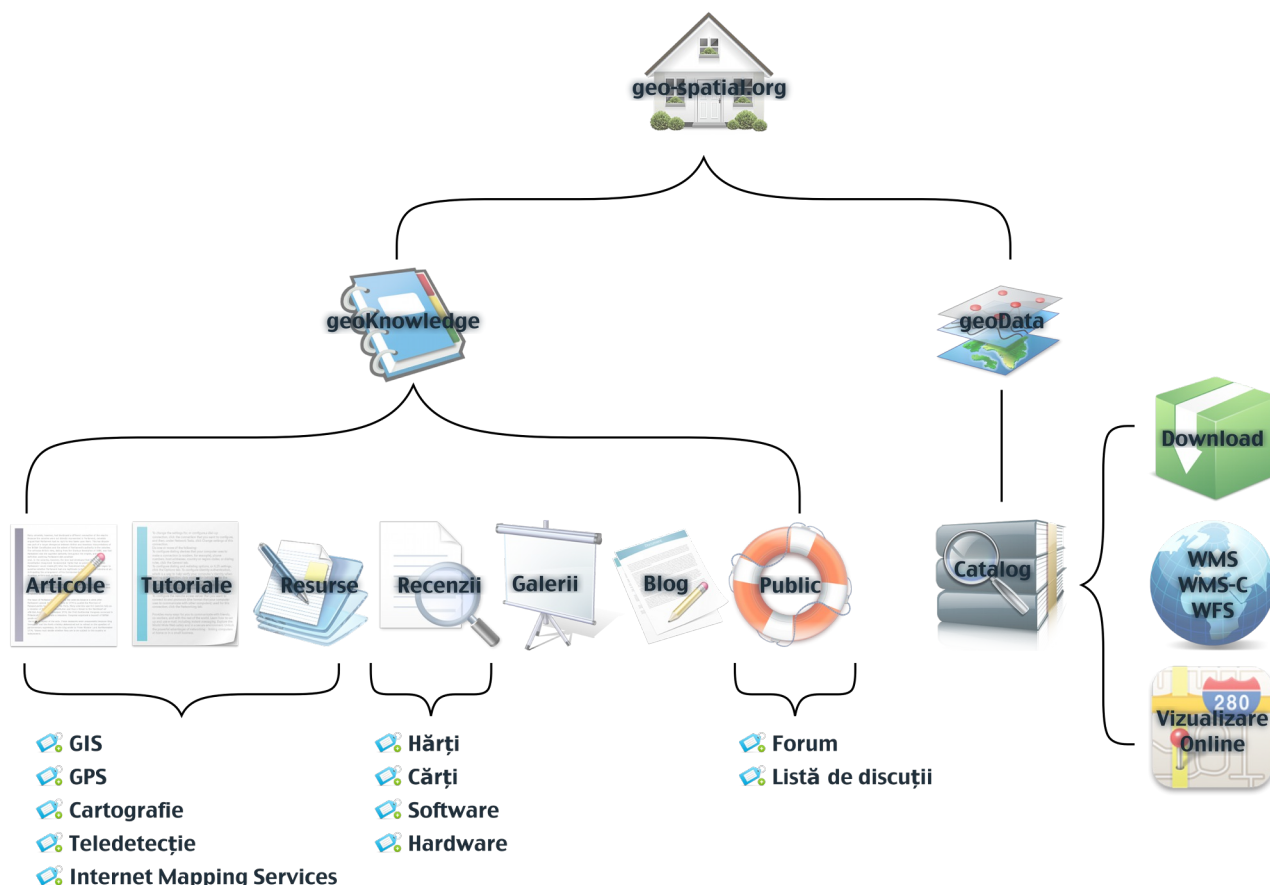 geo-spatial.org
geoKnowledge
geoData
Download
Articole
Tutoriale
Resurse
Recenzii
Galerii
Blog
Public
Catalog
WMS
WMS-C
WFS
280
Vizualizare
Online
GIS
GPS
Cartografie
Teledetecție
Internet Mapping Services
Hărți
Cărți
Software
Hardware
Forum
Listă de discuții